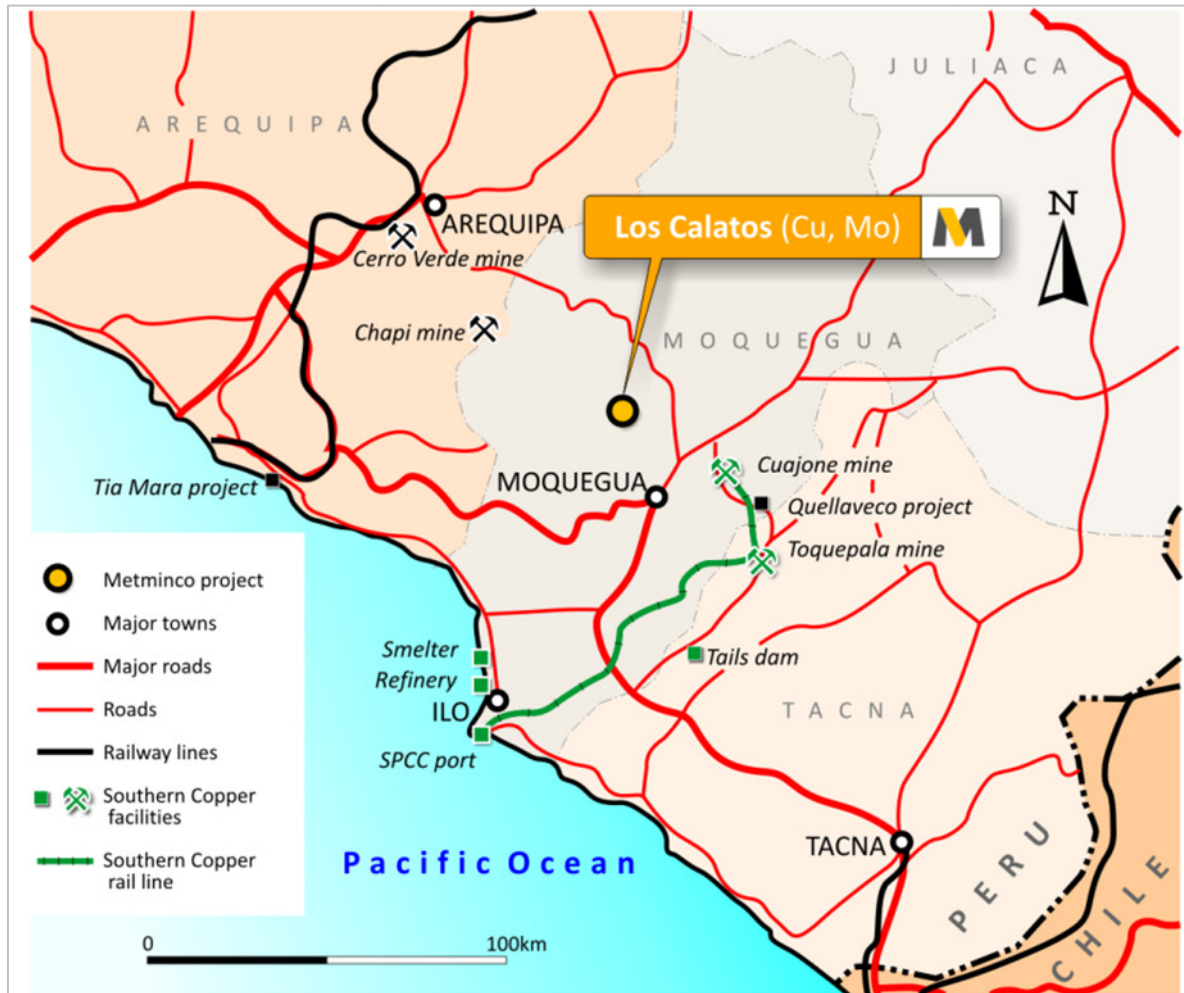 JULIACA
AREQUIPA
N
AREQUIPA
Los Calatos (Cu, Mo) M
Cerro Verde mine
Chapi mine
MOQUEGUA
Cuajone mine
MOQUEGUA
Tia Mara project
Quellaveco project
Toquepala mine
Metminco project
Major towns
Smelter
Tails dam
Major roads
Refinery
Roads
ILO
TACNA
Railway lines
SPCC port
Southern Copper
facilities
Southern Copper
rail line
Pacific Ocean
TACNA
PERU
CHILE
0 100km